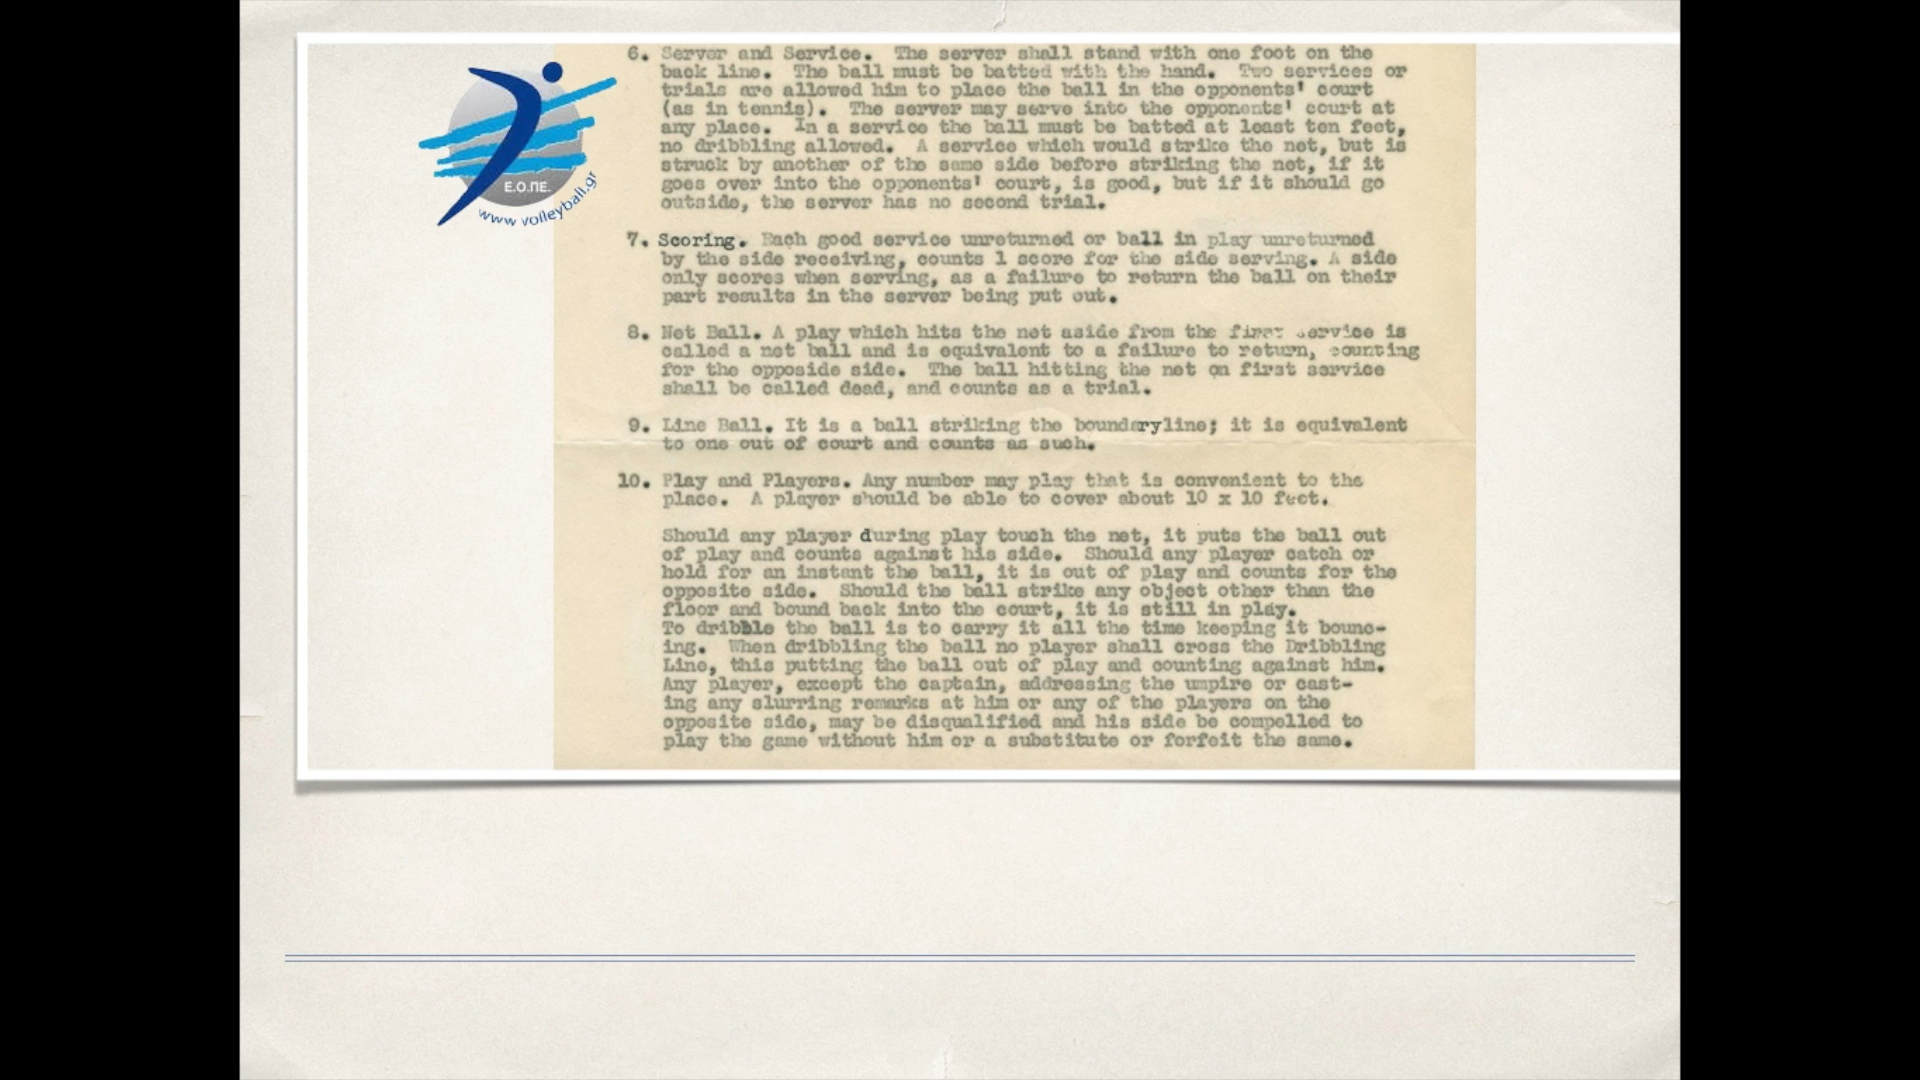 E.O.ΠE.
www.volleyball.gr
6. Server and Service. The server shall stand with one foot on the
back line. The ball must be batted with the hand. Two services or
trials are allowed him to place the ball in the opponents' court
(as in tennis). The server may serve into the opponents' court at
any place. In a service the ball must be batted at least ten feet,
no dribbling allowed. A service which would strike the net, but is
struck by another of the same side before striking the net, if it
goes over into the opponents' court, is good, but if it should go
outside, the server has no second trial.
7. Scoring. Each good service unreturned or ball in play unreturned
by the side receiving, counts 1 score for the side serving. A side
only scores when serving, as a failure to return the ball on their
part results in the server being put out.
8. Net Ball. A play which hits the net aside from the first service is
called a net ball and is equivalent to a failure to return, counting
for the opposide side. The ball hitting the net on first service
shall be called dead, and counts as a trial.
9. Line Ball. It is a ball striking the boundaryline; it is equivalent
to one out of court and counts as such.
10. Play and Players. Any number may play that is convenient to the
place. A player should be able to cover about 10 x 10 feet.
Should any player during play touch the net, it puts the ball out
of play and counts against his side. Should any player catch or
hold for an instant the ball, it is out of play and counts for the
opposite side. Should the ball strike any object other than the
floor and bound back into the court, it is still in play.
To dribble the ball is to carry it all the time keeping it bounc-
ing. When dribbling the ball no player shall cross the Dribbling
Line, this putting the ball out of play and counting against him.
Any player, except the captain, addressing the umpire or cast-
ing any slurring remarks at him or any of the players on the
opposite side, may be disqualified and his side be compelled to
play the game without him or a substitute or forfeit the same.